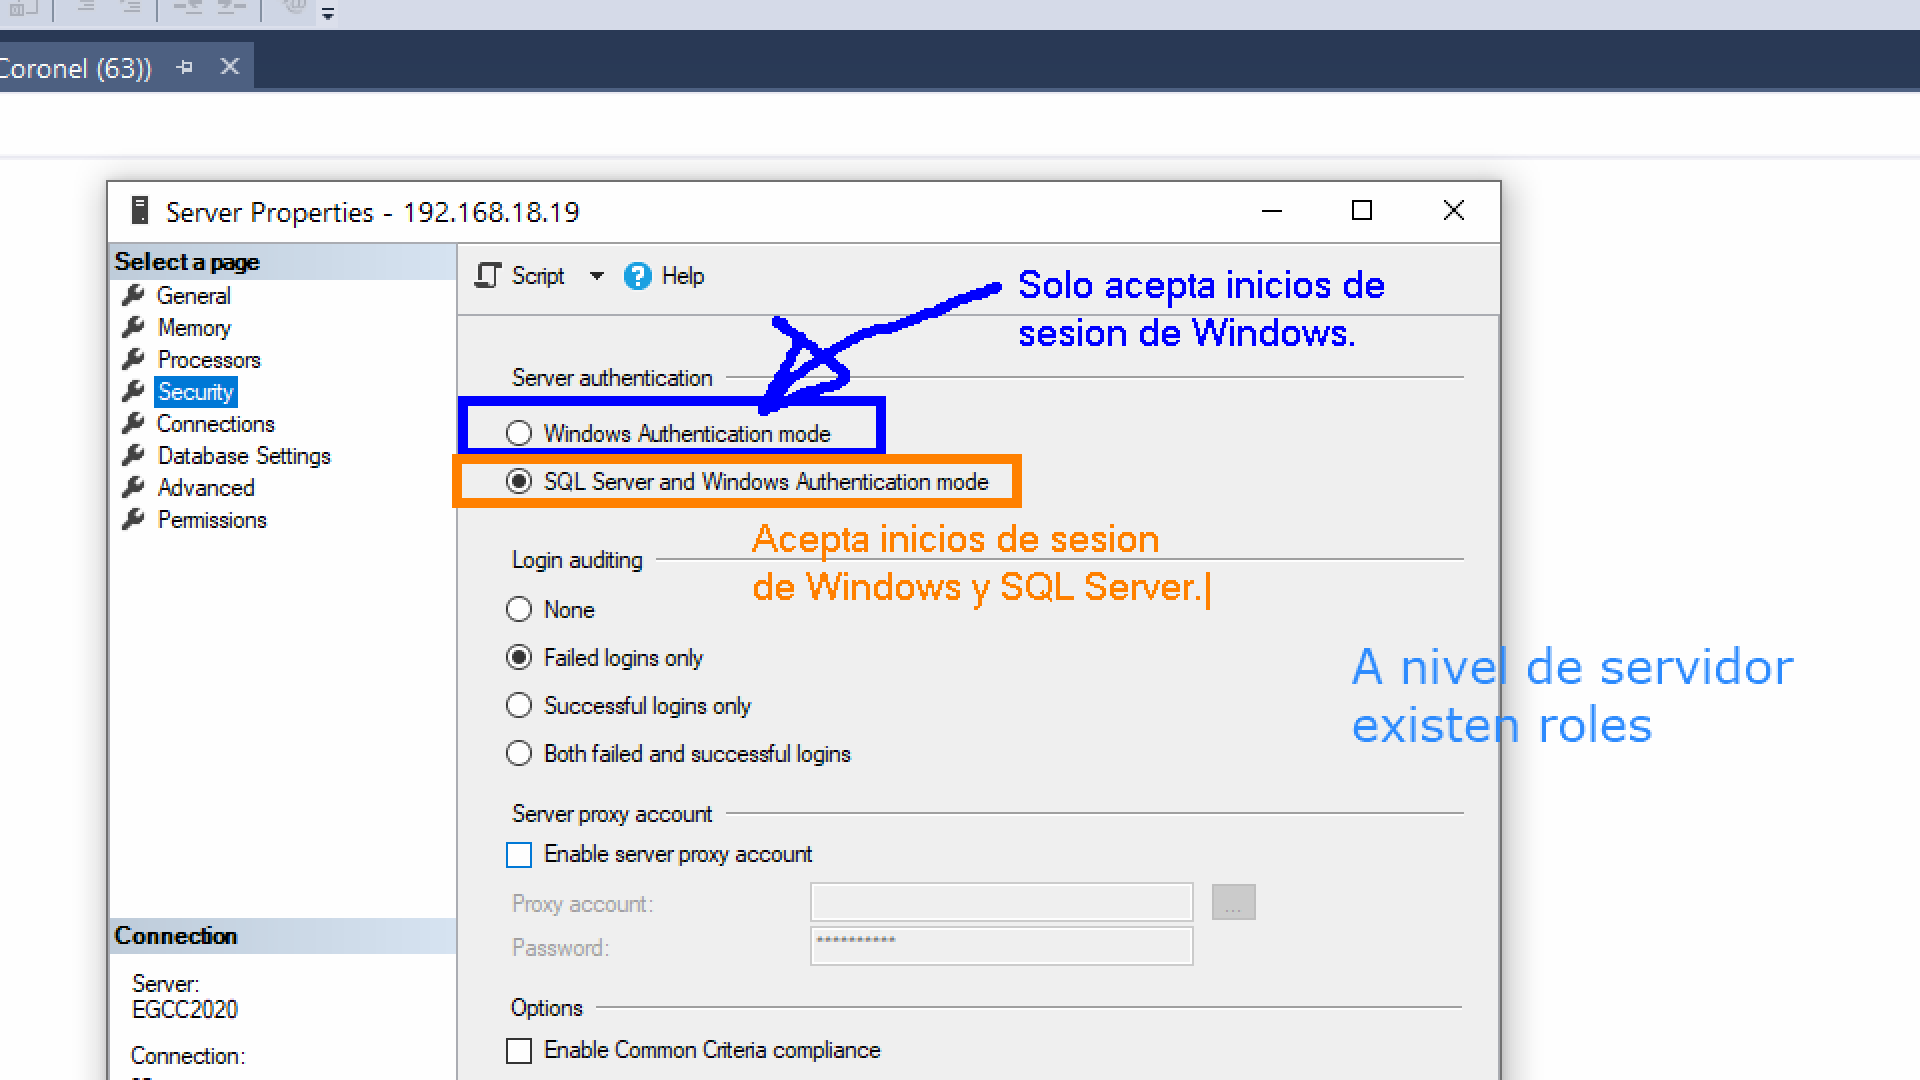 Coronel (63))
Server Properties - 192.168.18.19
Select a page
General
Memory
Processors
Security
Connections
Database Settings
Advanced
Permissions
Connection
Server:
EGCC2020
Connection:
Script
Help
Solo acepta inicios de
sesion de Windows.
Server authentication
Windows Authentication mode
SQL Server and Windows Authentication mode
Acepta inicios de sesion
de Windows y SQL Server.
Login auditing
None
Failed logins only
Successful logins only
Both failed and successful logins
A nivel de servidor
existen roles
Server proxy account
Enable server proxy account
Proxy account:
...
Password:
**********
Options
Enable Common Criteria compliance